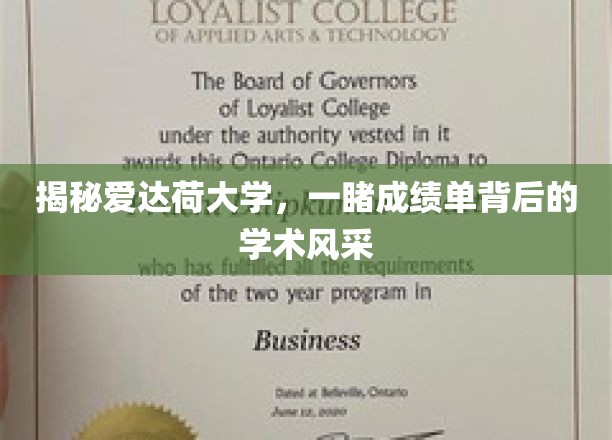 LOYALIST COLLEGE
OF APPLIED ARTS & TECHNOLOGY
The Board of Governors
of Loyalist College
under the authority vested in it
awards this Ontario College Diploma to
揭秘爱达荷大学，一睹成绩单背后的
学术风采
who has fulfilled all the requirements
of the two year program in
Business
Dated at Belleville, Ontario
June 12, 2020